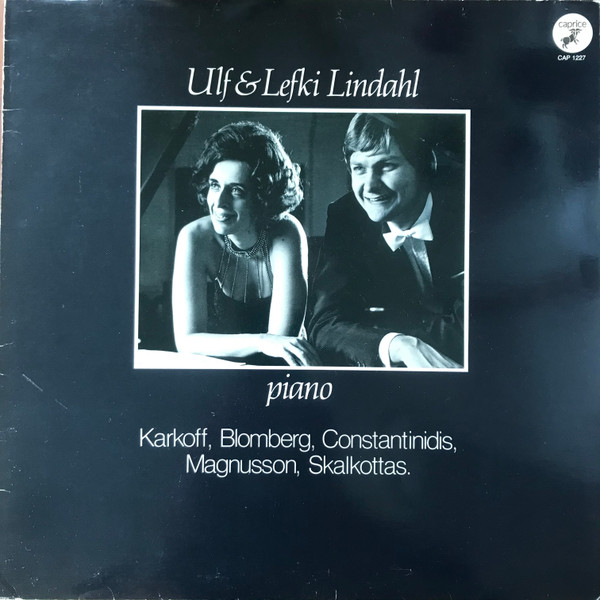 caprice
CAP 1227
Ulf & Lefki Lindahl
piano
Karkoff, Blomberg, Constantinidis,
Magnusson, Skalkottas.